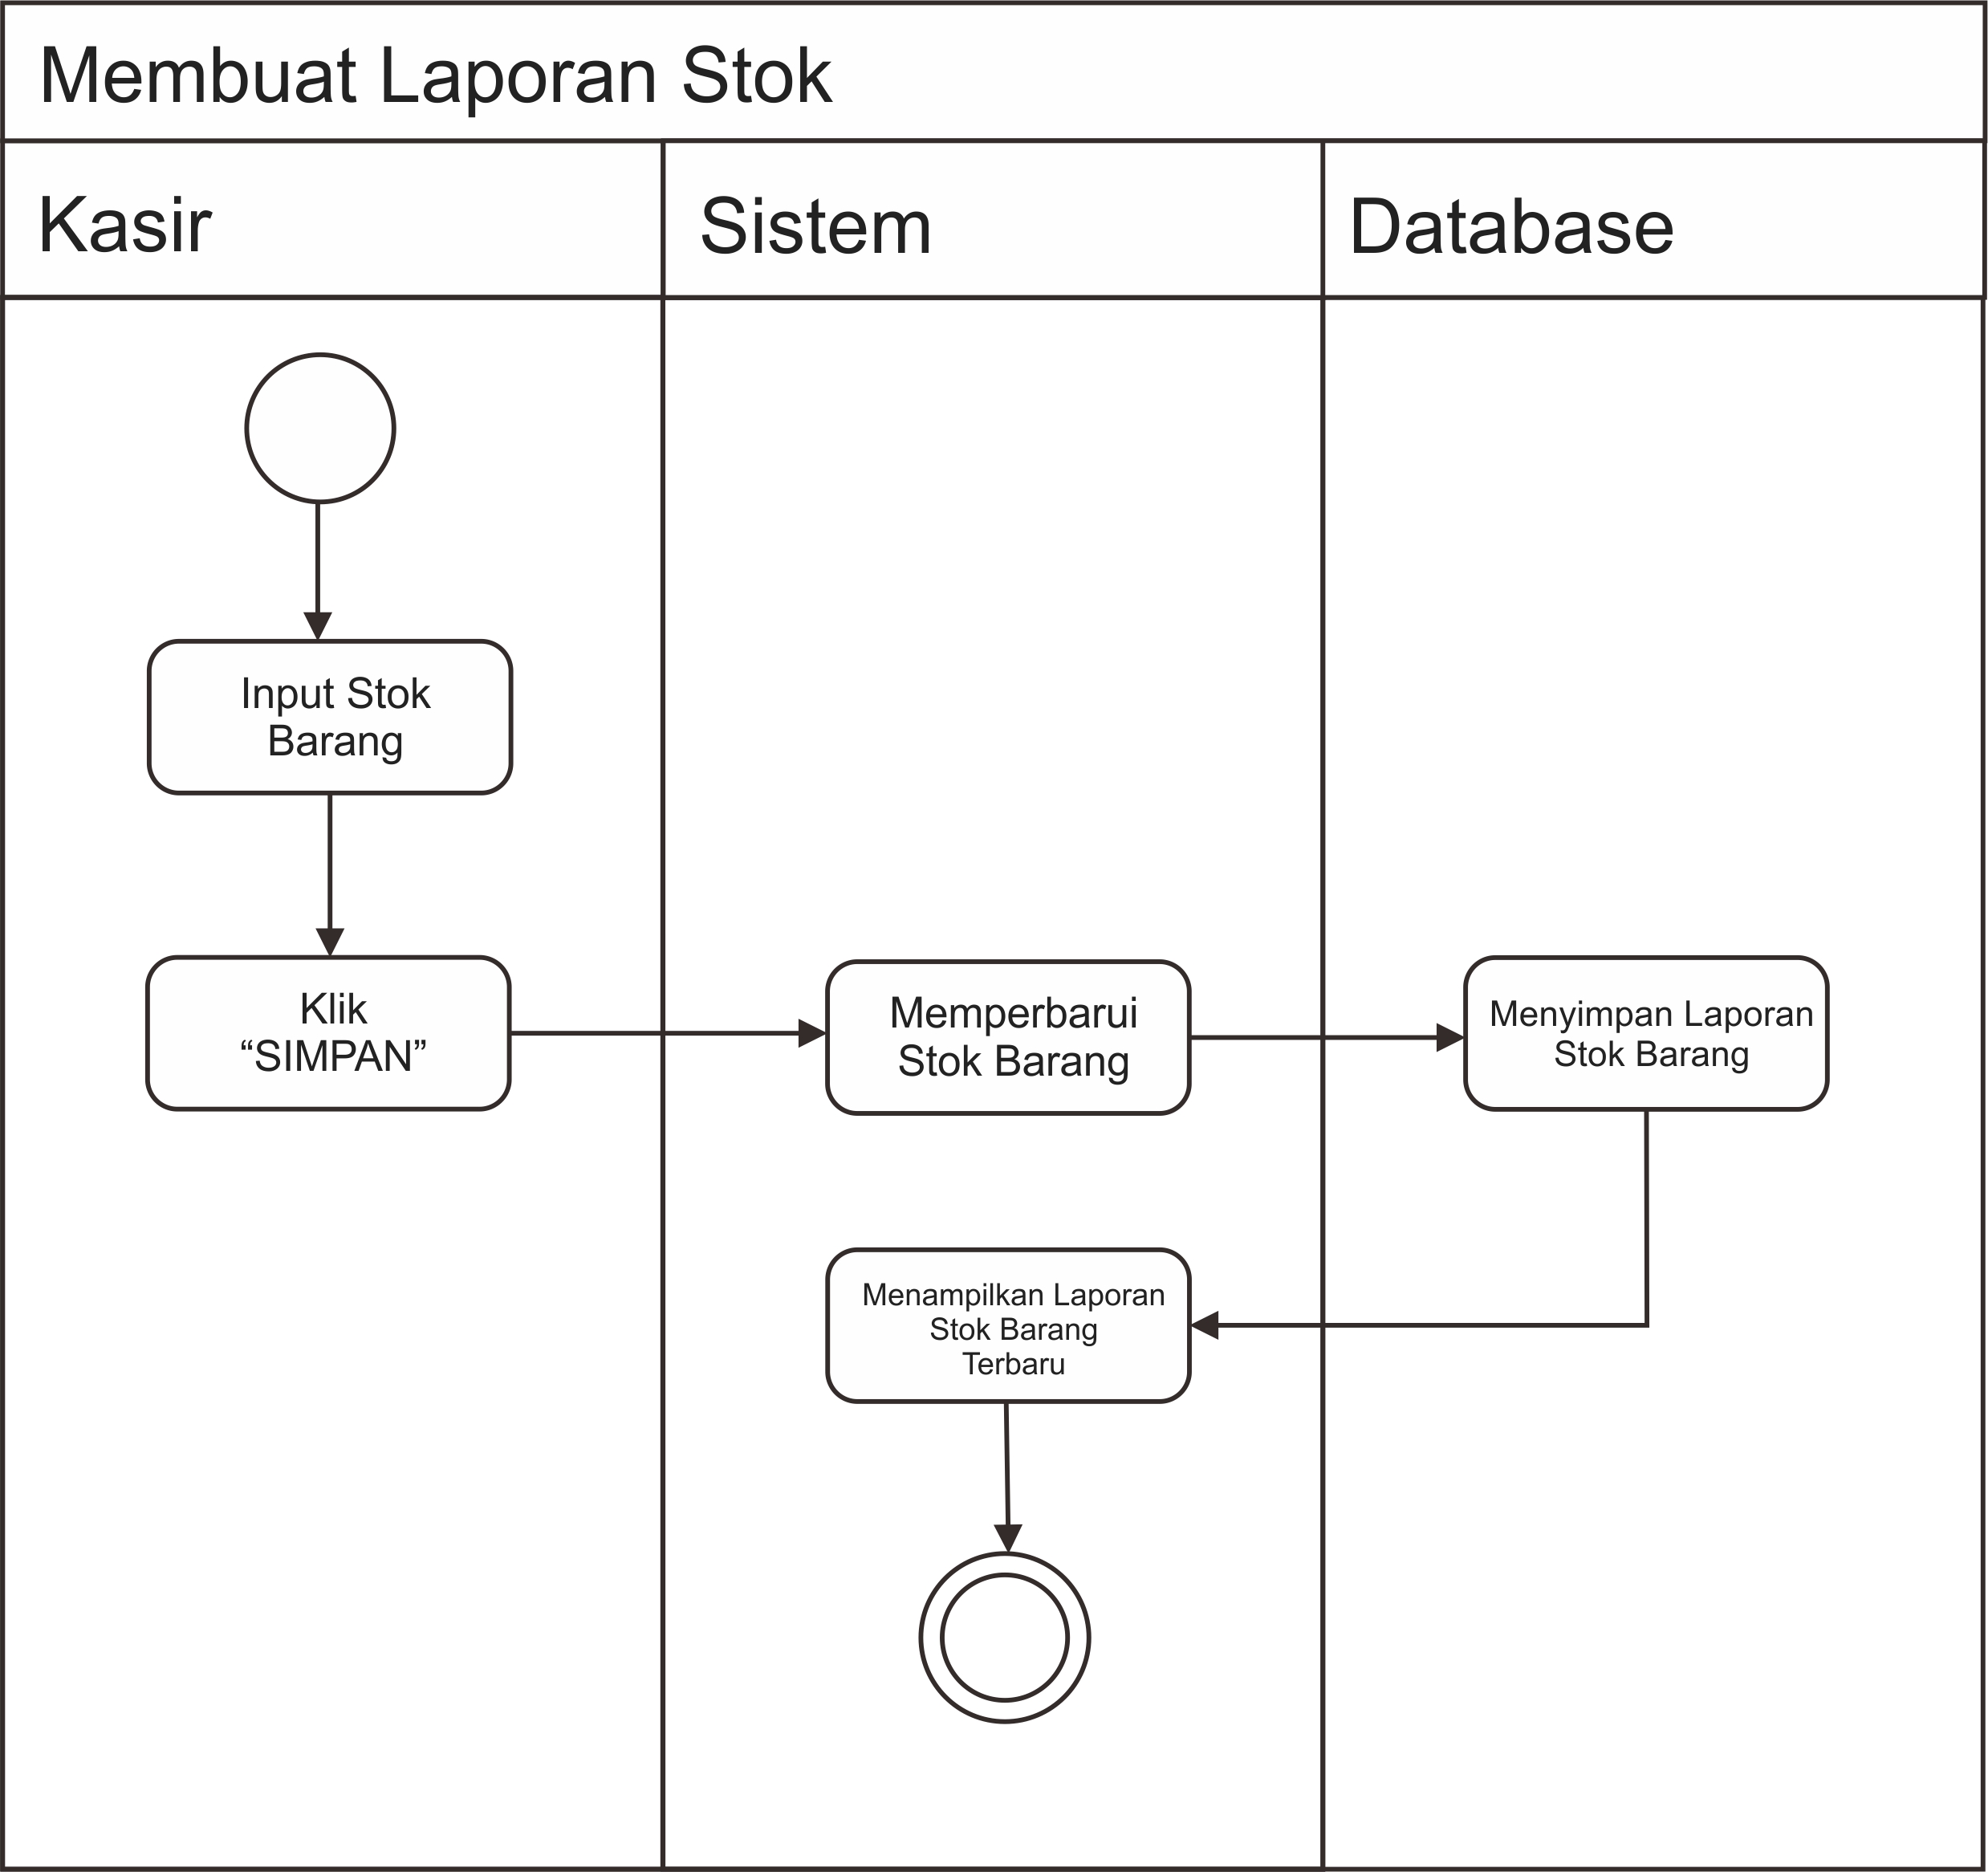 Membuat Laporan Stok
Kasir
Sistem
Database
Input Stok
Barang
Klik
“SIMPAN”
Memperbarui
Stok Barang
Menyimpan Laporan
Stok Barang
Menampilkan Laporan
Stok Barang
Terbaru